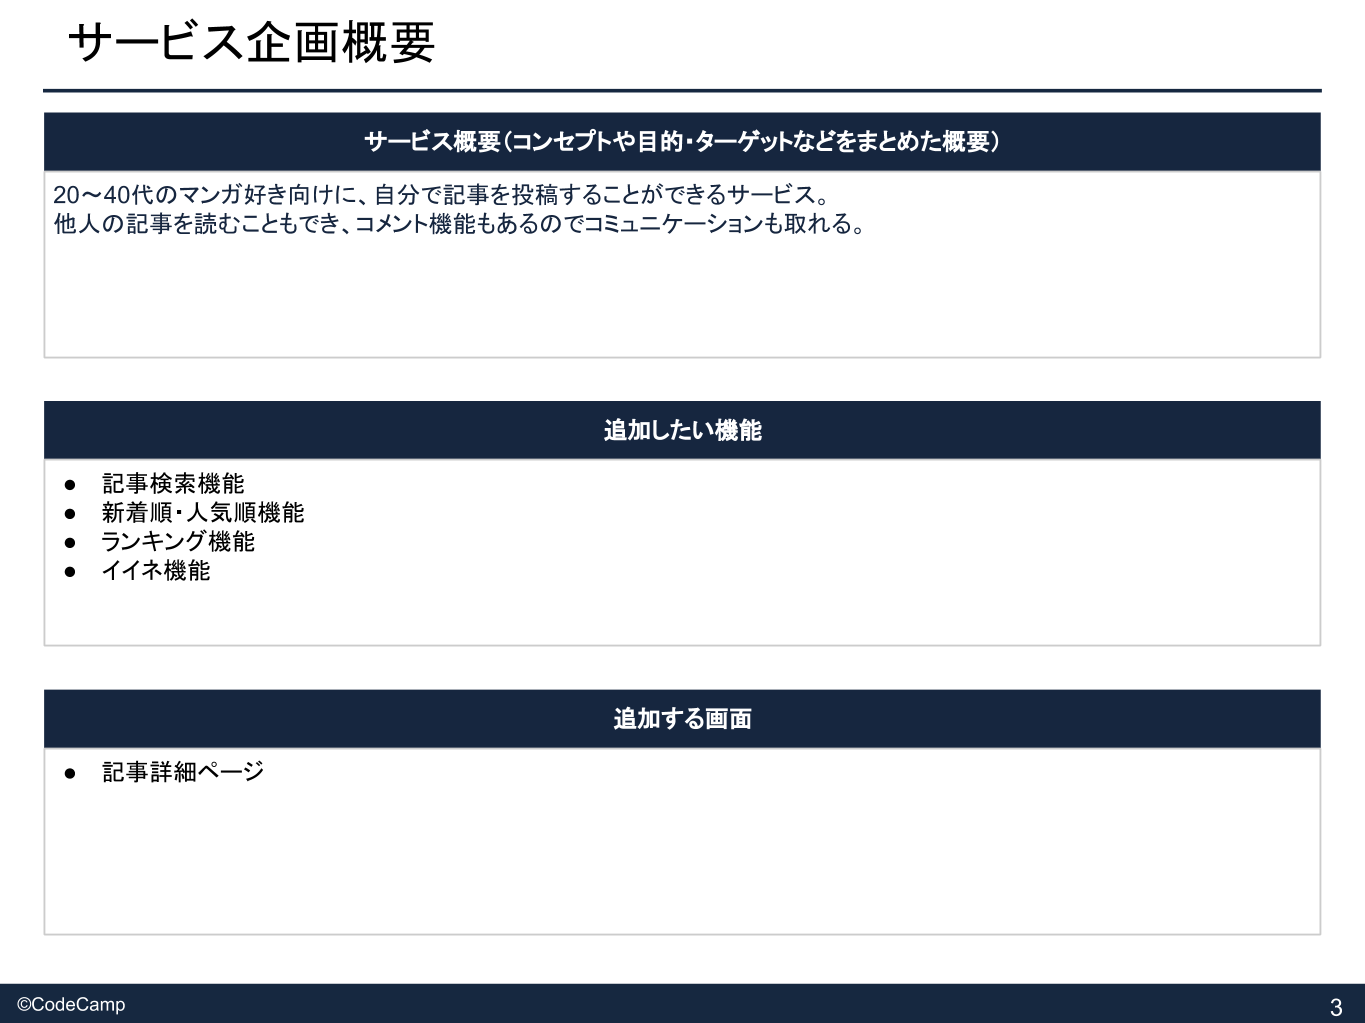 サービス企画概要
サービス概要（コンセプトや目的・ターゲットなどをまとめた概要）
20〜40代のマンガ好き向けに、自分で記事を投稿することができるサービス。
他人の記事を読むこともでき、コメント機能もあるのでコミュニケーションも取れる。
追加したい機能
● 記事検索機能
● 新着順・人気順機能
● ランキング機能
● イイネ機能
追加する画面
● 記事詳細ページ
©CodeCamp
3